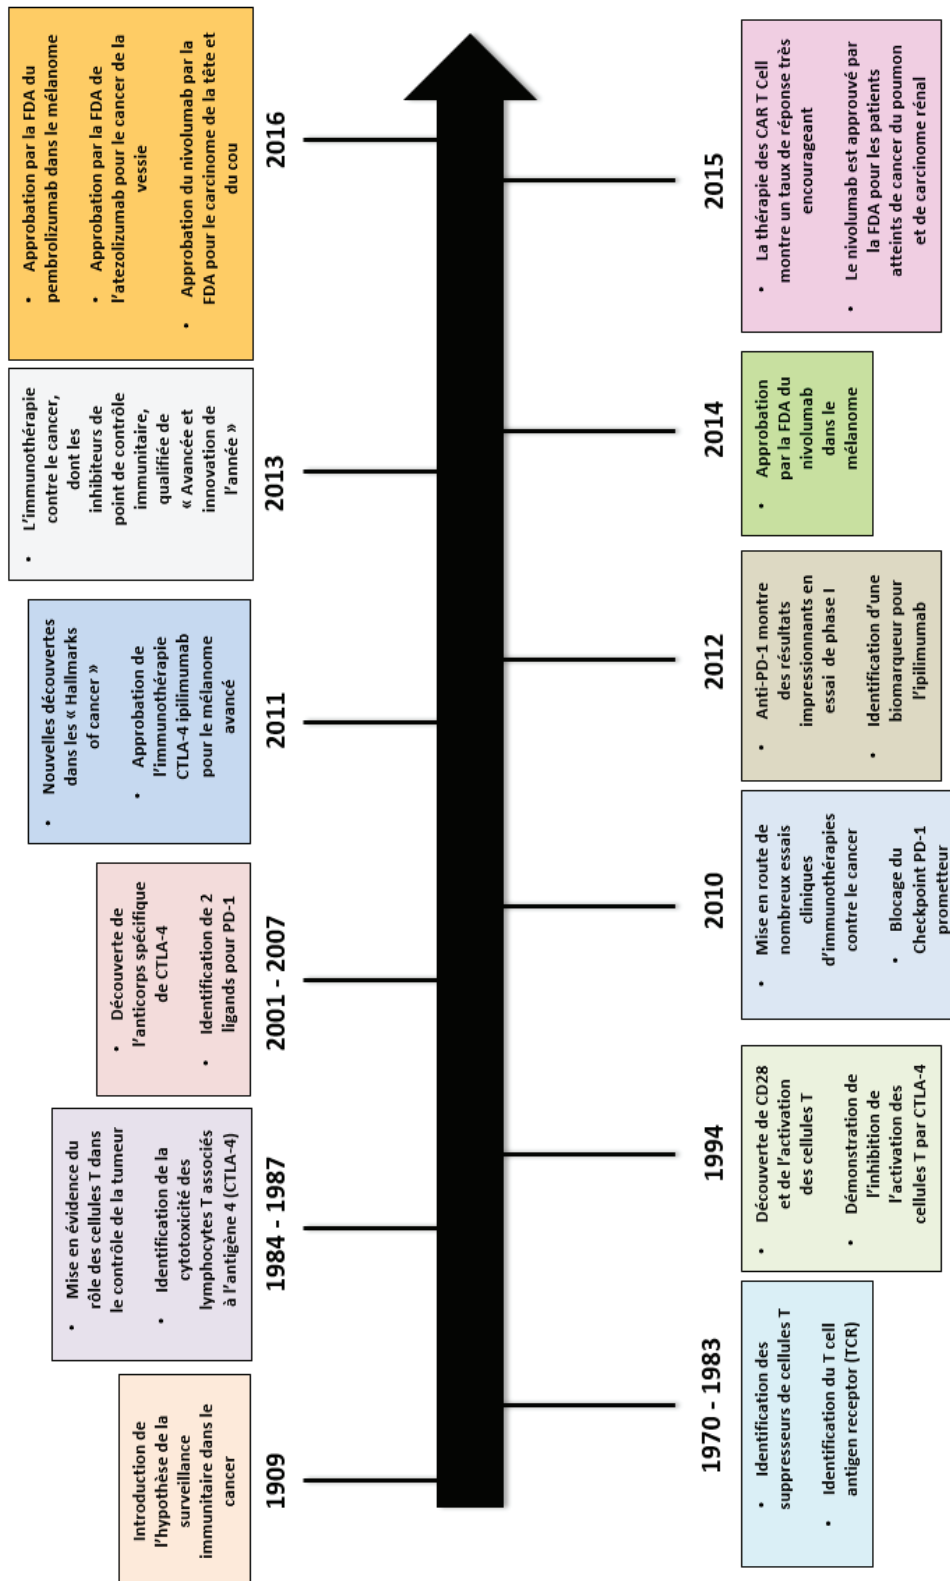 Introduction de
l'hypothèse de la
surveillance
immunitaire dans le
cancer
1909
• Mise en évidence du
rôle des cellules T dans
le contrôle de la tumeur
• Identification de la
cytotoxicité des
lymphocytes T associés
à l'antigène 4 (CTLA-4)
1984 - 1987
• Découverte de
l'anticorps spécifique
de CTLA-4
• Identification de 2
ligands pour PD-1
2001 - 2007
• Nouvelles découvertes
dans les « Hallmarks
of cancer »
• Approbation de
l'immunothérapie
CTLA-4 ipilimumab
pour le mélanome
avancé
2011
• L'immunothérapie
contre le cancer,
dont les
inhibiteurs de
point de contrôle
immunitaire,
qualifiée de
« Avancée et
innovation de
l'année »
2013
• Approbation par la FDA du
pembrolizumab dans le mélanome
• Approbation par la FDA de
l'atezolizumab pour le cancer de la
vessie
• Approbation du nivolumab par la
FDA pour le carcinome de la tête et
du cou
2016
1970 - 1983
• Identification des
suppresseurs de cellules T
• Identification du T cell
antigen receptor (TCR)
1994
• Découverte de CD28
et de l'activation
des cellules T
• Démonstration de
l'inhibition de
l'activation des
cellules T par CTLA-4
2010
• Mise en route de
nombreux essais
cliniques
d'immunothérapies
contre le cancer
• Blocage du
Checkpoint PD-1
prometteur
2012
• Anti-PD-1 montre
des résultats
impressionnants en
essai de phase I
• Identification d'une
biomarqueur pour
l'ipilimumab
2014
• Approbation
par la FDA du
nivolumab
dans le
mélanome
2015
• La thérapie des CAR T Cell
montre un taux de réponse très
encourageant
• Le nivolumab est approuvé par
la FDA pour les patients
atteints de cancer du poumon
et de carcinome rénal